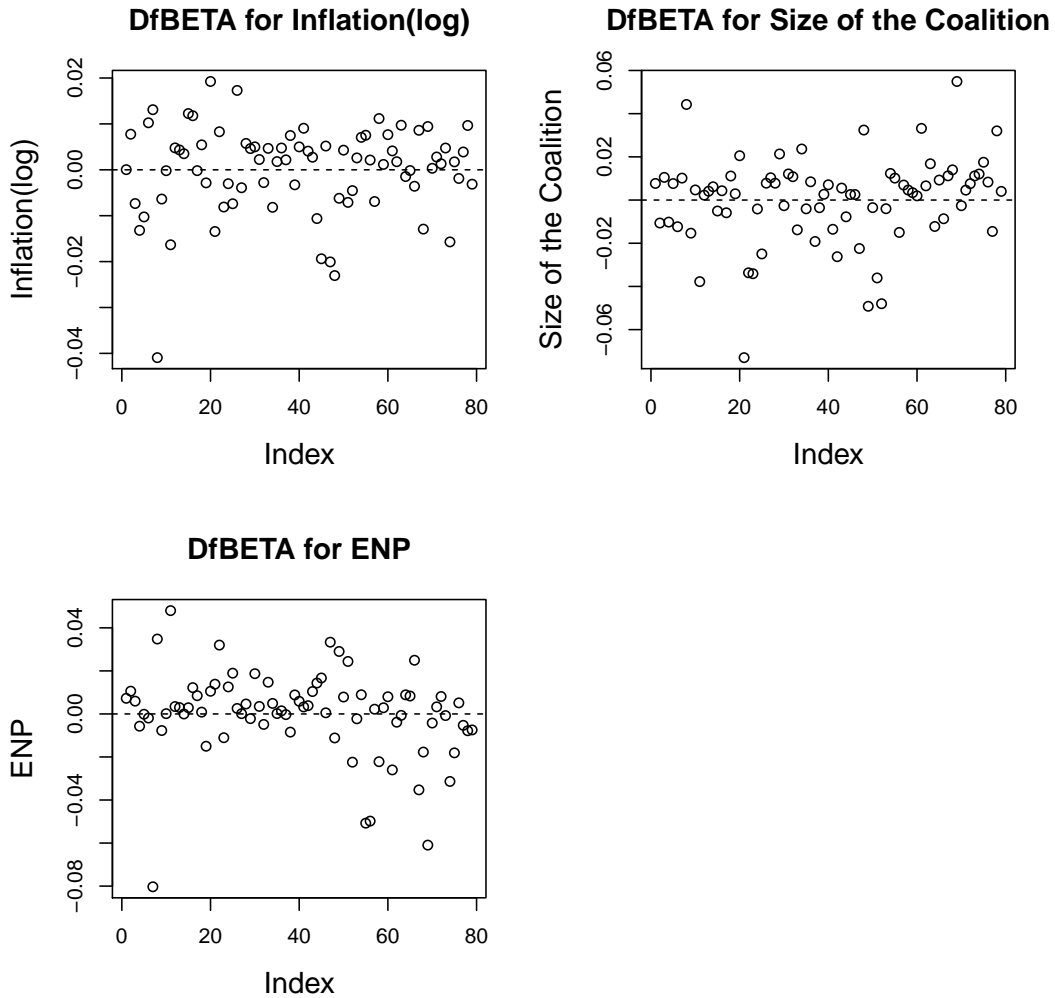 DfBETA for Inflation(log)
Inflation(log)
0.02
0.00
−0.02
−0.04
0 20 40 60 80
Index
DfBETA for Size of the Coalition
Size of the Coalition
0.06
0.02
−0.02
−0.06
0 20 40 60 80
Index
DfBETA for ENP
ENP
0.04
0.00
−0.04
−0.08
0 20 40 60 80
Index